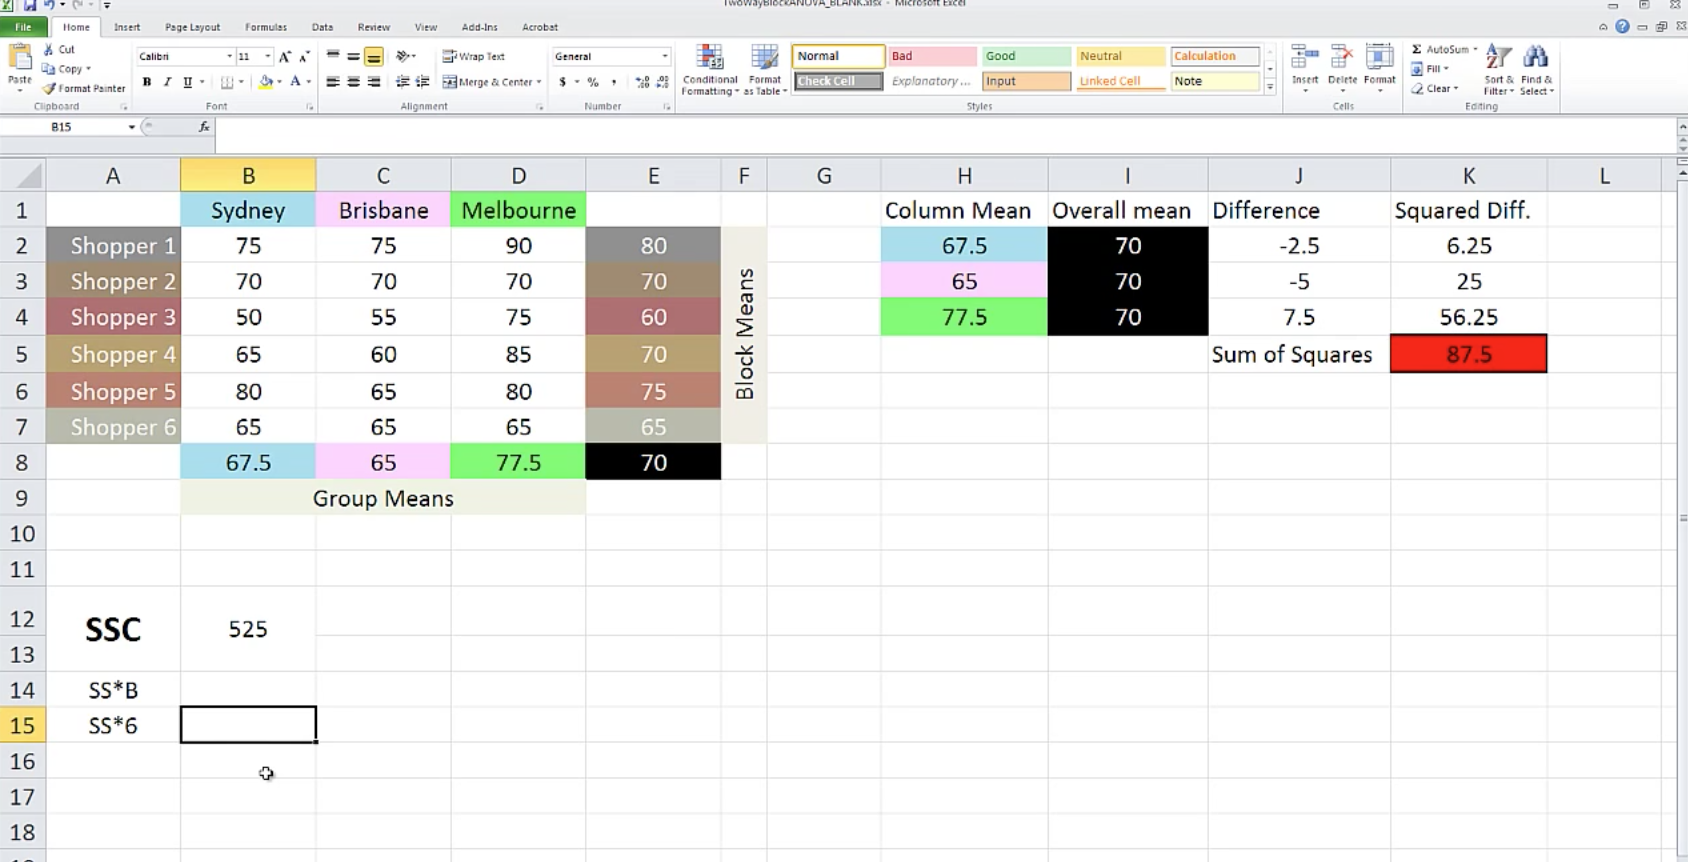 TwoWayBlockANOVA_BLANK.xlsx - Microsoft Excel
File Home Insert Page Layout Formulas Data Review View Add-Ins Acrobat
Paste
Cut
Copy
Format Painter
Clipboard
Calibri 11
B I U
Font
Wrap Text
Merge & Center
Alignment
General
$ % ,
Number
Conditional Formatting
Format as Table
Normal Bad Good Neutral Calculation
Check Cell Explanatory ... Input Linked Cell Note
Styles
Insert Delete Format
Cells
AutoSum
Fill
Clear
Sort & Filter
Find & Select
Editing
B15 fx
A B C D E F G H I J K L
1 Sydney Brisbane Melbourne Column Mean Overall mean Difference Squared Diff.
2 Shopper 1 75 75 90 80 67.5 70 -2.5 6.25
3 Shopper 2 70 70 70 70 65 70 -5 25
4 Shopper 3 50 55 75 60 77.5 70 7.5 56.25
5 Shopper 4 65 60 85 70 Sum of Squares 87.5
6 Shopper 5 80 65 80 75
7 Shopper 6 65 65 65 65
Block Means
8 67.5 65 77.5 70
9 Group Means
10
11
12
SSC 525
13
14 SS*B
15 SS*6
16
17
18